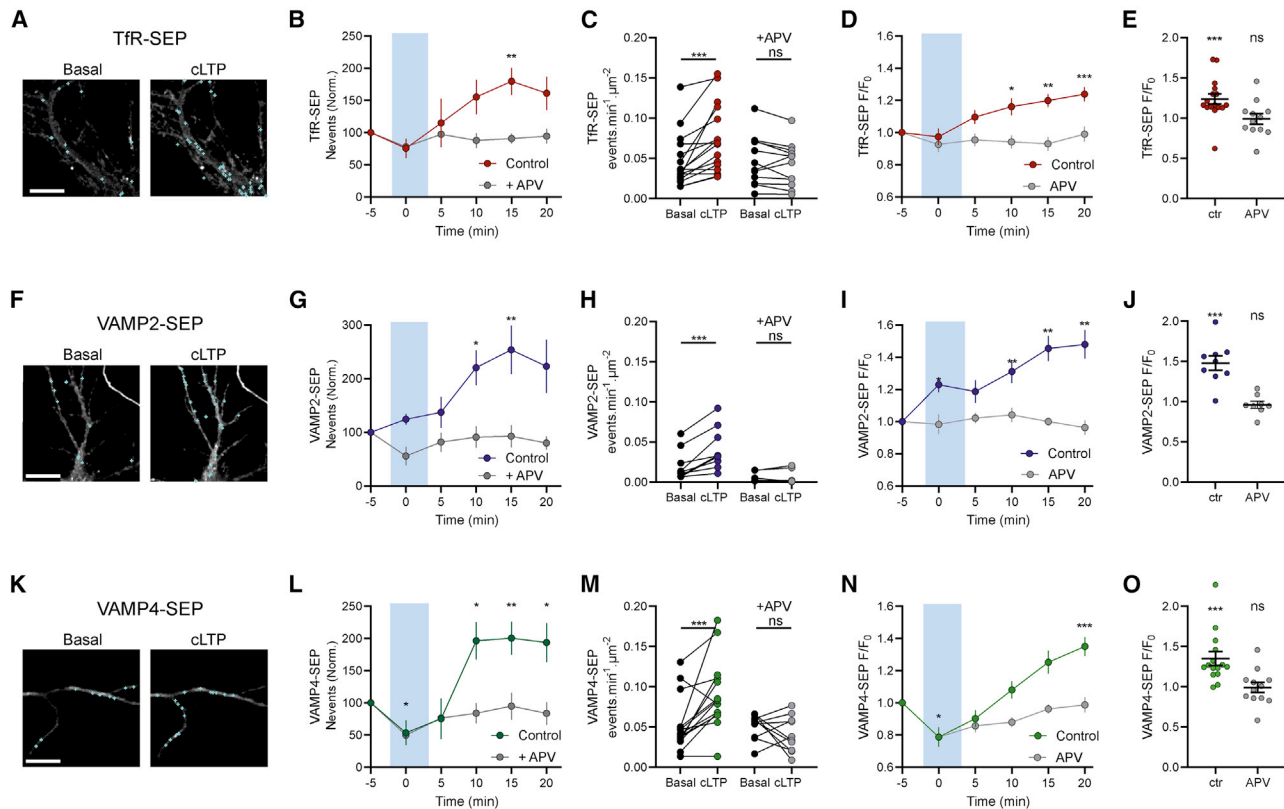 A
TfR-SEP
Basal cLTP
B
TfR-SEP
Nevents (Norm.)
250
200
150
100
50
0
**
Control
+ APV
-5 0 5 10 15 20
Time (min)
C
TfR-SEP
events.min⁻¹.µm⁻²
0.20
0.15
0.10
0.05
0.00
***
+APV
ns
Basal cLTP Basal cLTP
D
TfR-SEP F/F₀
1.6
1.4
1.2
1.0
0.8
0.6
* ** ***
Control
APV
-5 0 5 10 15 20
Time (min)
E
TfR-SEP F/F₀
2.0
1.5
1.0
0.5
0.0
*** ns
ctr APV
F
VAMP2-SEP
Basal cLTP
G
VAMP2-SEP
Nevents (Norm.)
300
200
100
0
* **
Control
+ APV
-5 0 5 10 15 20
Time (min)
H
VAMP2-SEP
events.min⁻¹.µm⁻²
0.20
0.15
0.10
0.05
0.00
***
+APV
ns
Basal cLTP Basal cLTP
I
VAMP2-SEP F/F₀
1.6
1.4
1.2
1.0
0.8
0.6
* ** ** **
Control
APV
-5 0 5 10 15 20
Time (min)
J
VAMP2-SEP F/F₀
2.0
1.5
1.0
0.5
0.0
*** ns
ctr APV
K
VAMP4-SEP
Basal cLTP
L
VAMP4-SEP
Nevents (Norm.)
250
200
150
100
50
0
* * ** *
Control
+ APV
-5 0 5 10 15 20
Time (min)
M
VAMP4-SEP
events.min⁻¹.µm⁻²
0.20
0.15
0.10
0.05
0.00
***
+APV
ns
Basal cLTP Basal cLTP
N
VAMP4-SEP F/F₀
1.6
1.4
1.2
1.0
0.8
0.6
* ***
Control
APV
-5 0 5 10 15 20
Time (min)
O
VAMP4-SEP F/F₀
2.5
2.0
1.5
1.0
0.5
0.0
*** ns
ctr APV